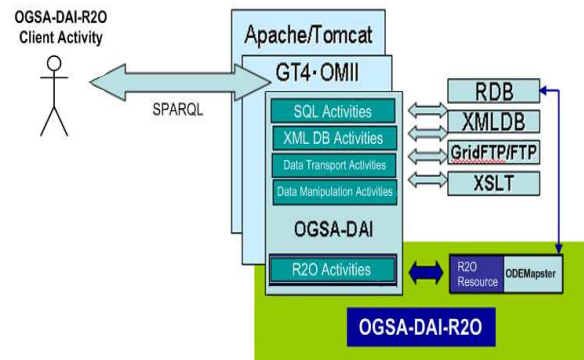 OGSA-DAI-R2O
Client Activity
SPARQL
Apache/Tomcat
GT4·OMII
SQL Activities
XML DB Activities
Data Transport Activities
Data Manipulation Activities
OGSA-DAI
R2O Activities
RDB
XMLDB
GridFTP/FTP
XSLT
R2O
Resource
ODEMapster
OGSA-DAI-R2O